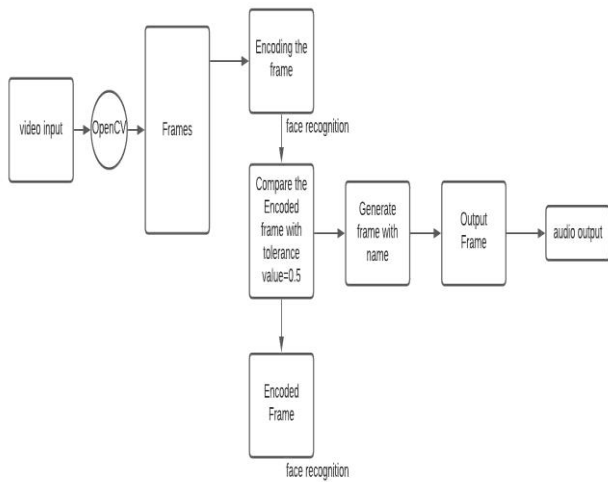 video input
OpenCV
Frames
Encoding the
frame
face recognition
Compare the
Encoded
frame with
tolerance
value=0.5
Generate
frame with
name
Output
Frame
audio output
Encoded
Frame
face recognition